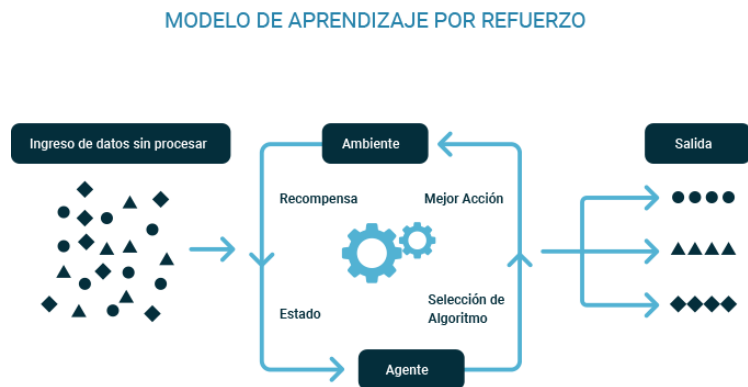 MODELO DE APRENDIZAJE POR REFUERZO
Ingreso de datos sin procesar
Ambiente
Salida
Recompensa
Mejor Acción
Estado
Selección de
Algoritmo
Agente